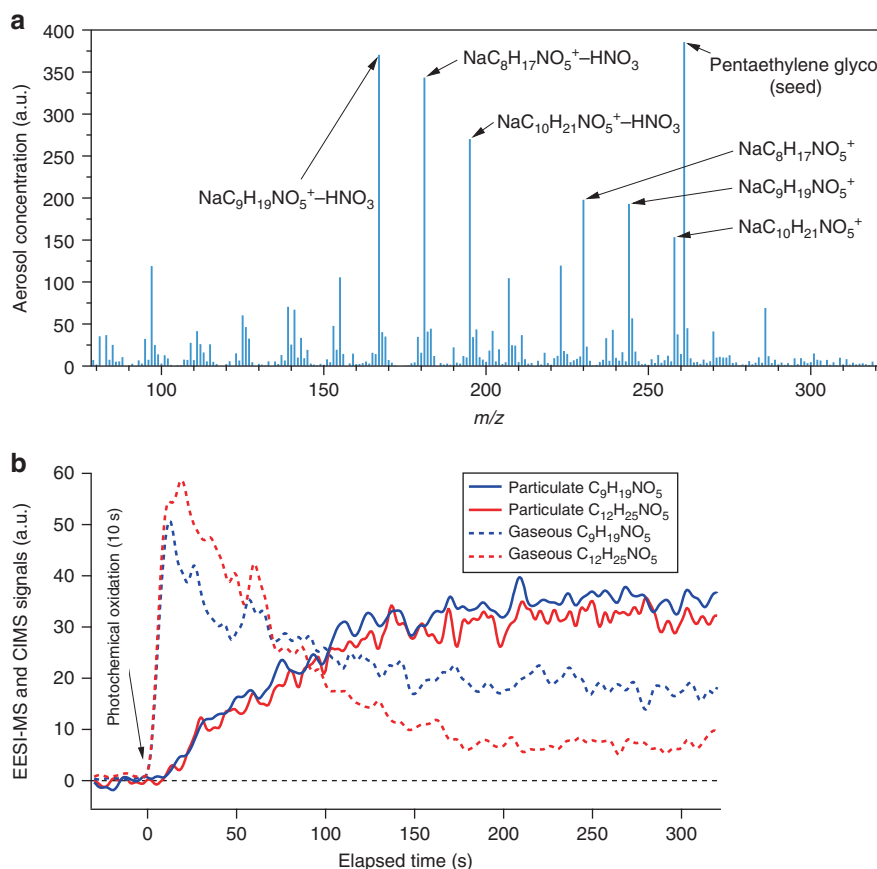 a
400
350
300
250
200
150
100
50
0
Aerosol concentration (a.u.)
NaC₉H₁₉NO₅⁺–HNO₃
NaC₈H₁₇NO₅⁺–HNO₃
NaC₁₀H₂₁NO₅⁺–HNO₃
Pentaethylene glyco
(seed)
NaC₈H₁₇NO₅⁺
NaC₉H₁₉NO₅⁺
NaC₁₀H₂₁NO₅⁺
100
150
200
250
300
m/z
b
60
50
40
30
20
10
0
EESI-MS and CIMS signals (a.u.)
Photochemical oxidation (10 s)
Particulate C₉H₁₉NO₅
Particulate C₁₂H₂₅NO₅
Gaseous C₉H₁₉NO₅
Gaseous C₁₂H₂₅NO₅
0
50
100
150
200
250
300
Elapsed time (s)